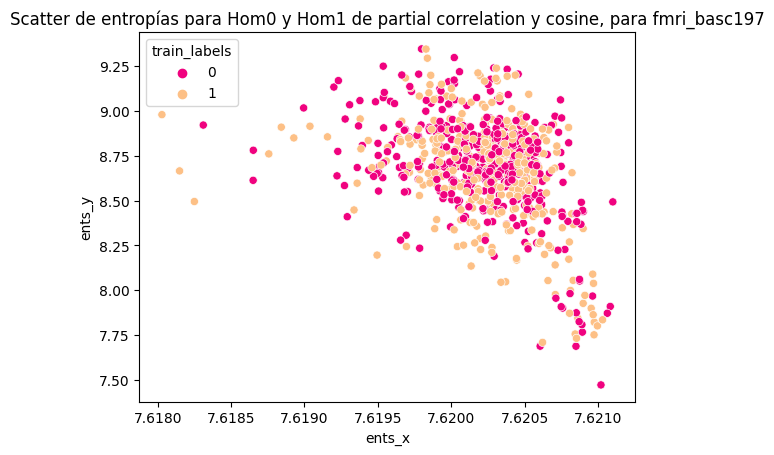 Scatter de entropías para Hom0 y Hom1 de partial correlation y cosine, para fmri_basc197
train_labels
0
1
9.25
9.00
8.75
8.50
8.25
8.00
7.75
7.50
ents_y
7.6180 7.6185 7.6190 7.6195 7.6200 7.6205 7.6210
ents_x